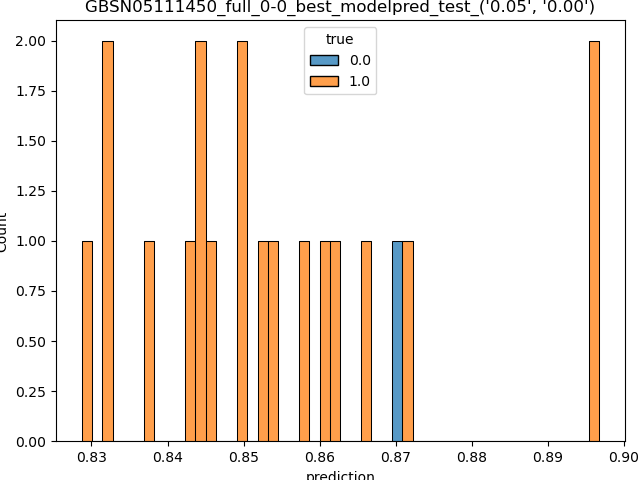 GBSN05111450_full_0-0_best_modelpred_test_('0.05', '0.00')
2.00
1.75
1.50
1.25
1.00
0.75
0.50
0.25
0.00
Count
true
0.0
1.0
0.83 0.84 0.85 0.86 0.87 0.88 0.89 0.90
prediction